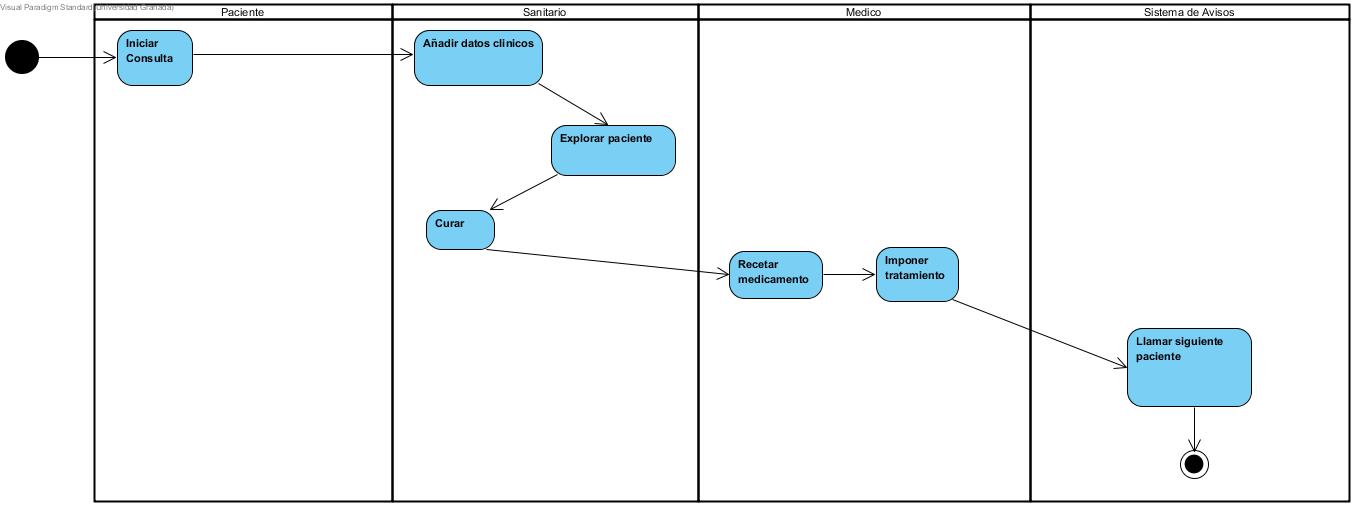 Visual Paradigm Standard(Universidad Granada)
Paciente
Sanitario
Medico
Sistema de Avisos
Iniciar
Consulta
Añadir datos clinicos
Explorar paciente
Curar
Recetar
medicamento
Imponer
tratamiento
Llamar siguiente
paciente